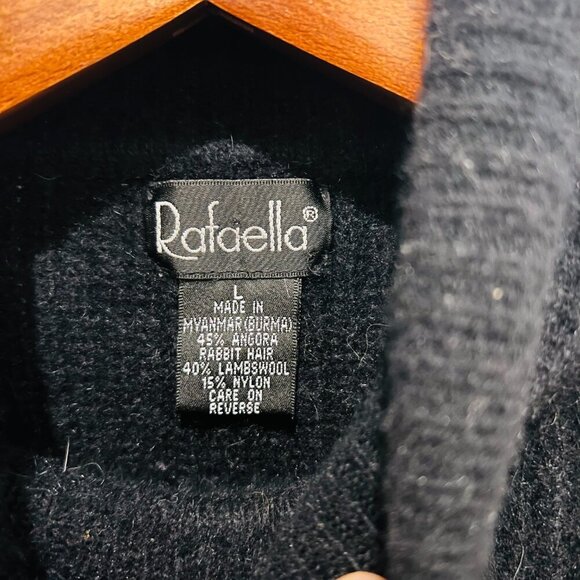 Rafaella®
L
MADE IN
MYANMAR (BURMA)
45% ANGORA
RABBIT HAIR
40% LAMBSWOOL
15% NYLON
CARE ON
REVERSE